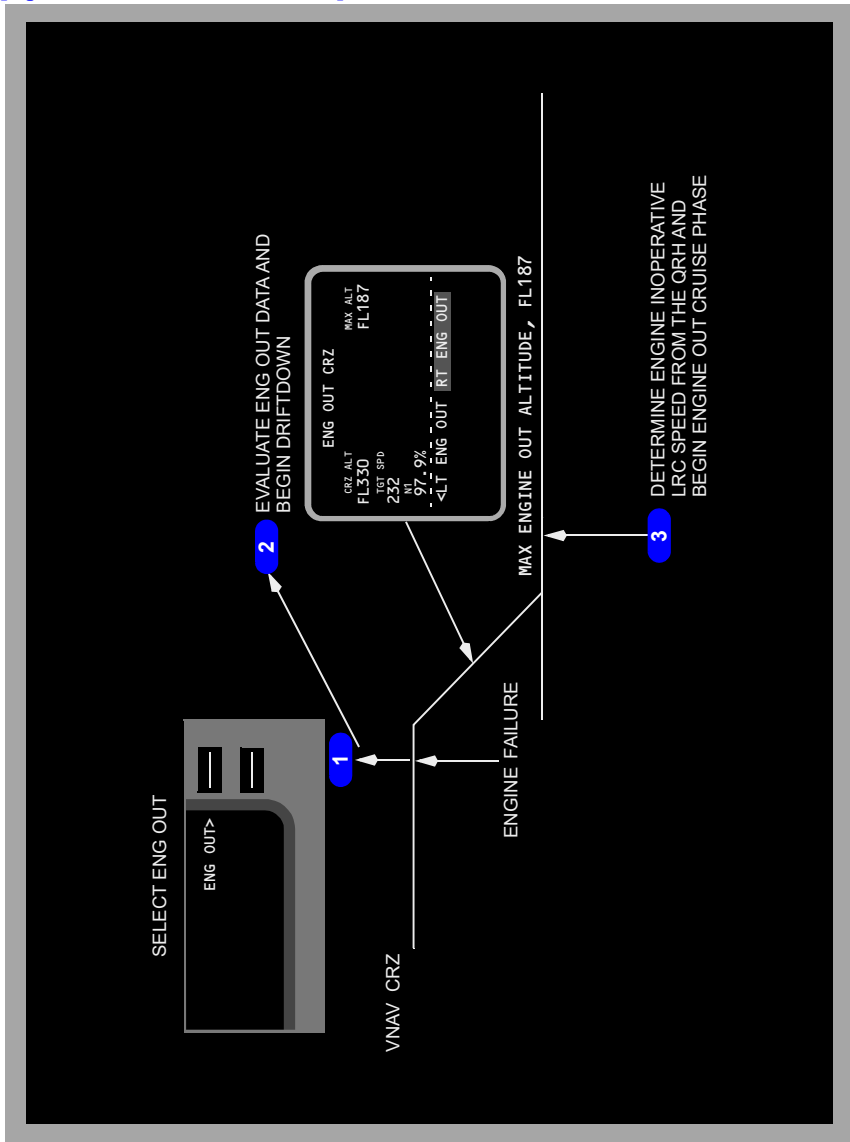 SELECT ENG OUT
ENG OUT>
1
2
EVALUATE ENG OUT DATA AND
BEGIN DRIFTDOWN
ENG OUT CRZ
CRZ ALT MAX ALT
FL330 FL187
TGT SPD
232
N1
97.9%
<LT ENG OUT RT ENG OUT
VNAV CRZ
ENGINE FAILURE
MAX ENGINE OUT ALTITUDE, FL187
3
DETERMINE ENGINE INOPERATIVE
LRC SPEED FROM THE QRH AND
BEGIN ENGINE OUT CRUISE PHASE